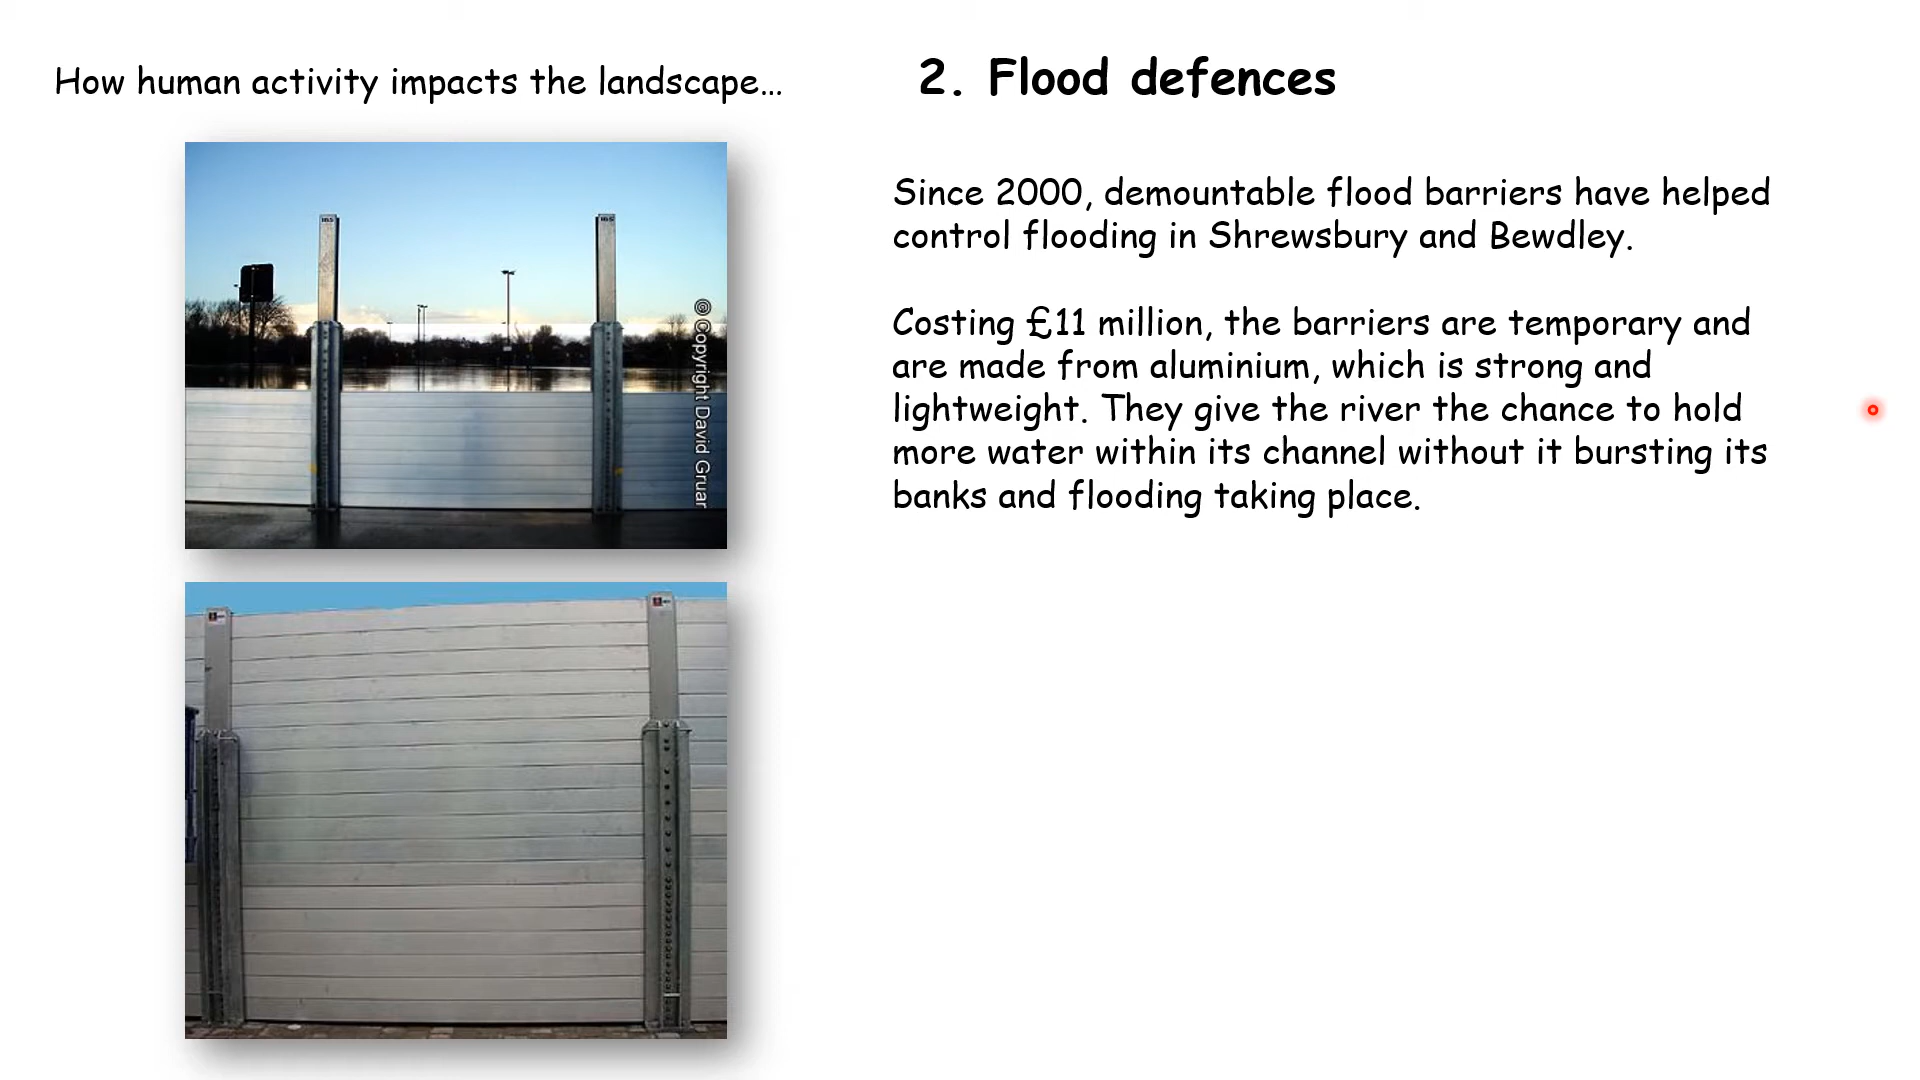 How human activity impacts the landscape...
2. Flood defences
Since 2000, demountable flood barriers have helped
control flooding in Shrewsbury and Bewdley.
Costing £11 million, the barriers are temporary and
are made from aluminium, which is strong and
lightweight. They give the river the chance to hold
more water within its channel without it bursting its
banks and flooding taking place.
© Copyright David Gruar